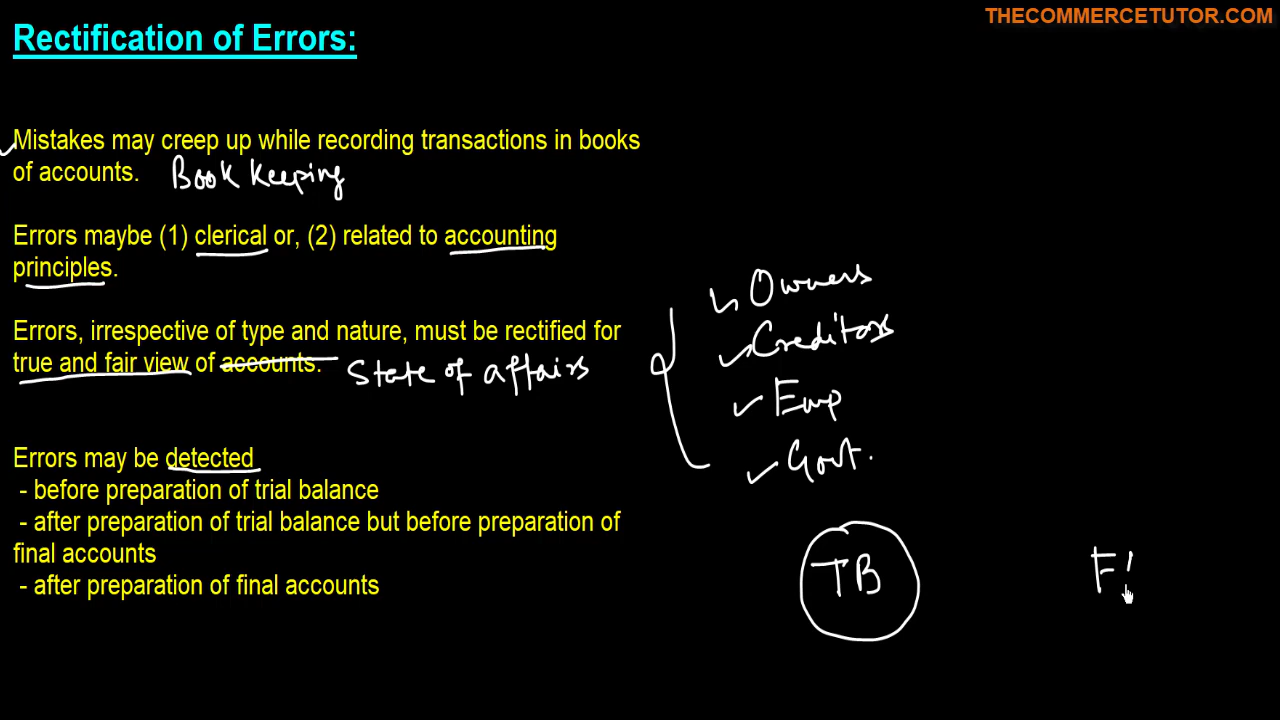 THECOMMERCETUTOR.COM
Rectification of Errors:
Mistakes may creep up while recording transactions in books
of accounts. Book keeping
Errors maybe (1) clerical or, (2) related to accounting
principles.
Errors, irrespective of type and nature, must be rectified for
true and fair view of accounts. State of affairs
Owners
Creditors
Emp
Govt.
Errors may be detected
- before preparation of trial balance
- after preparation of trial balance but before preparation of
final accounts
- after preparation of final accounts
TB